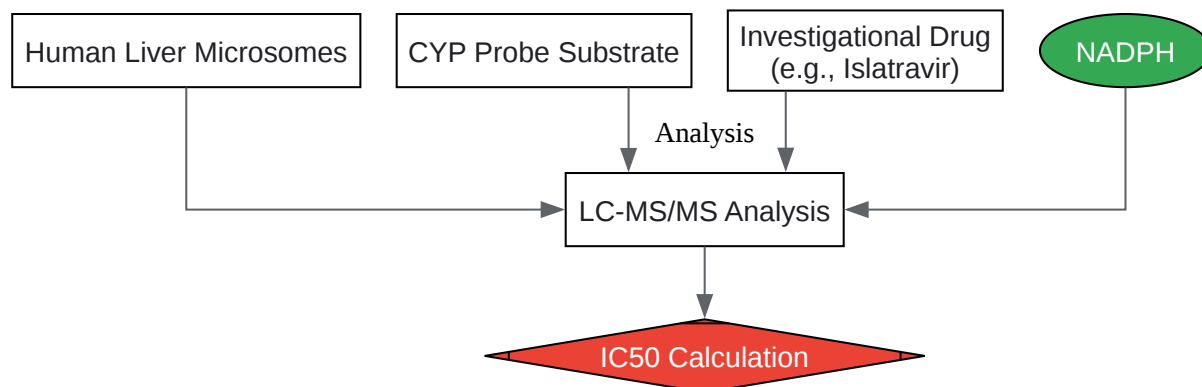 Human Liver Microsomes
CYP Probe Substrate
Investigational Drug
(e.g., Islatravir)
NADPH
Analysis
LC-MS/MS Analysis
IC50 Calculation